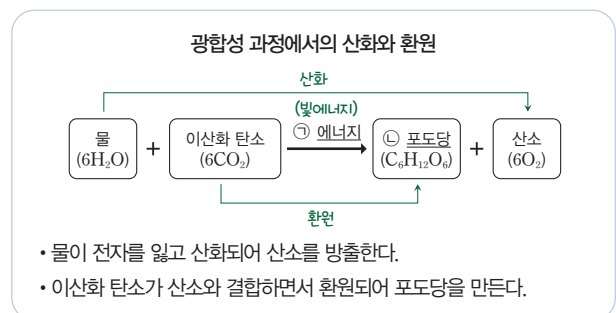 광합성 과정에서의 산화와 환원
산화
(빛에너지)
물 + 이산화 탄소 ㉠ 에너지 ㉡ 포도당 + 산소
(6H₂O) (6CO₂) (C₆H₁₂O₆) (6O₂)
환원
• 물이 전자를 잃고 산화되어 산소를 방출한다.
• 이산화 탄소가 산소와 결합하면서 환원되어 포도당을 만든다.